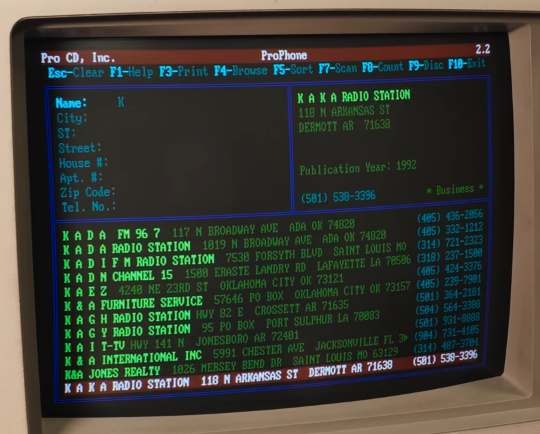 Pro CD, Inc. ProPhone 2.2
Esc-Clear F1-Help F3-Print F4-Browse F5-Sort F7-Scan F8-Count F9-Disc F10-Exit
Name: K
City:
ST:
Street:
House #:
Apt. #:
Zip Code:
Tel. No.:
K A K A RADIO STATION
118 N ARKANSAS ST
DERMOTT AR 71638
Publication Year: 1992
(501) 538-3396 * Business *
K A D A FM 96 7 117 N BROADWAY AVE ADA OK 74820 (405) 436-2056
K A D A RADIO STATION 1019 N BROADWAY AVE ADA OK 74820 (405) 332-1212
K A D I F M RADIO STATION 7530 FORSYTH BLVD SAINT LOUIS MO (314) 721-2323
K A D N CHANNEL 15 1500 ERASTE LANDRY RD LAFAYETTE LA 70506 (318) 237-1500
K A E Z 4240 NE 23RD ST OKLAHOMA CITY OK 73121 (405) 424-3376
K & A FURNITURE SERVICE 57646 PO BOX OKLAHOMA CITY OK 73157 (405) 239-7901
K A G H RADIO STATION HWY 82 E CROSSETT AR 71635 (501) 364-2181
K A G Y RADIO STATION 95 PO BOX PORT SULPHUR LA 70083 (504) 564-3388
K A I T-TV HWY 141 N JONESBORO AR 72401 (501) 931-8888
K & A INTERNATIONAL INC 5991 CHESTER AVE JACKSONVILLE FL 3> (904) 731-4105
K&A JONES REALTY 1026 MERSEY BEND DR SAINT LOUIS MO 63129 (314) 487-3704
K A K A RADIO STATION 118 N ARKANSAS ST DERMOTT AR 71638 (501) 538-3396